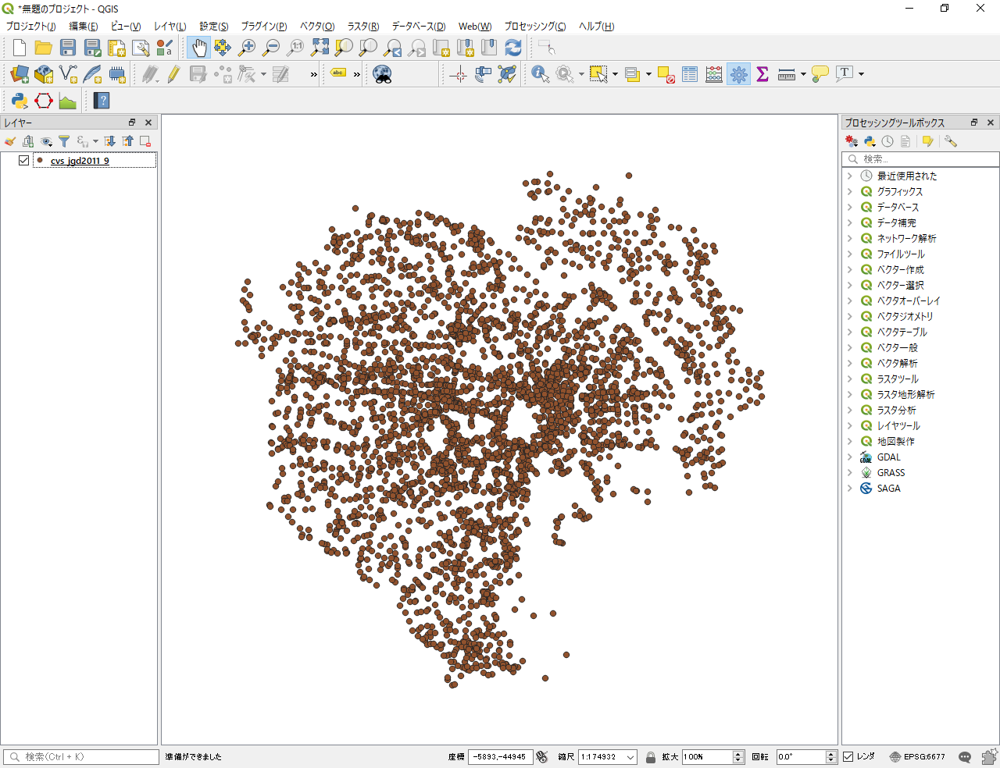 *無題のプロジェクト - QGIS
プロジェクト(J) 編集(E) ビュー(V) レイヤ(L) 設定(S) プラグイン(P) ベクタ(O) ラスタ(R) データベース(D) Web(W) プロセッシング(C) ヘルプ(H)
1:1
a
abc
T
?
レイヤー
cvs_jgd2011_9
プロセッシングツールボックス
検索...
最近使用された
グラフィックス
データベース
データ補完
ネットワーク解析
ファイルツール
ベクター作成
ベクター選択
ベクタオーバーレイ
ベクタジオメトリ
ベクタテーブル
ベクタ一般
ベクタ解析
ラスタツール
ラスタ地形解析
ラスタ分析
レイヤツール
地図製作
GDAL
GRASS
SAGA
検索(Ctrl + K) 準備ができました 座標 -5893,-44945 縮尺 1:174932 拡大 100% 回転 0.0° レンダ EPSG:6677